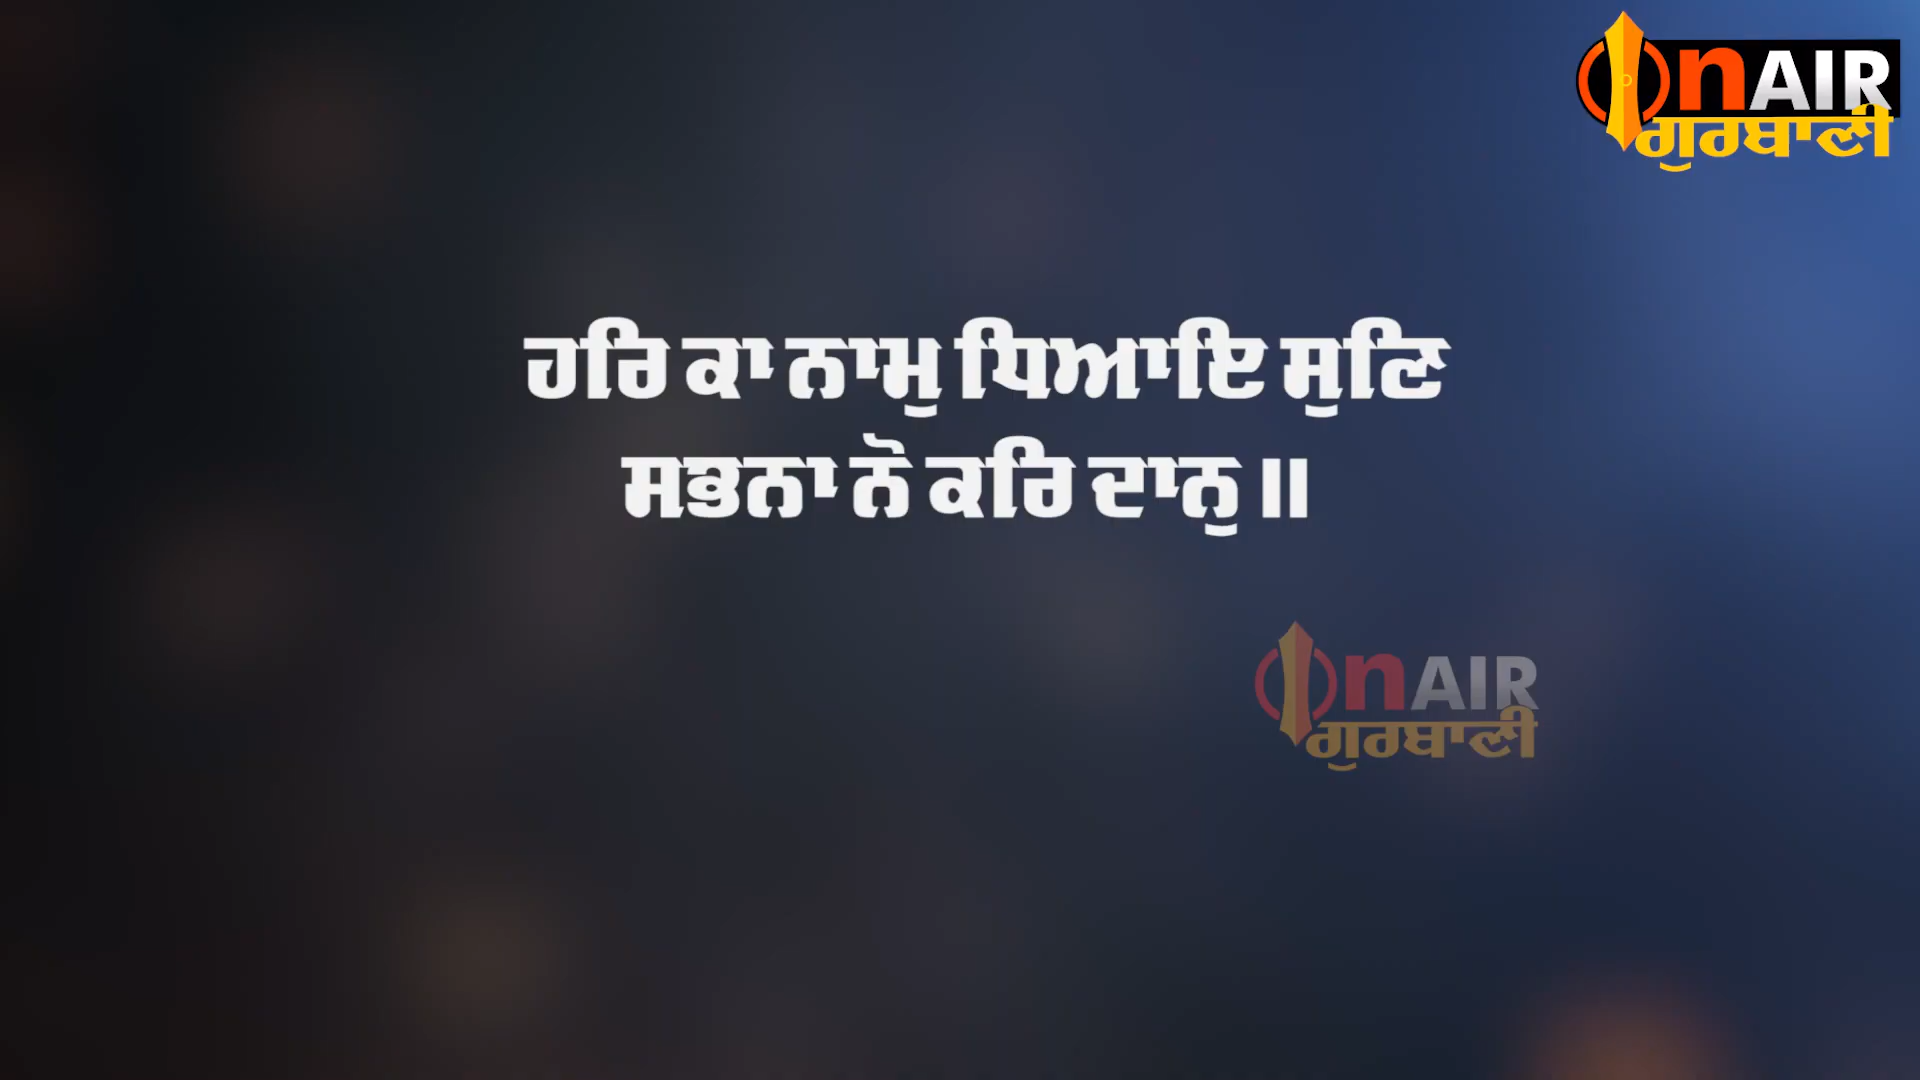 OnAIR
ਗੁਰਬਾਣੀ
ਹਰਿ ਕਾ ਨਾਮੁ ਧਿਆਇ ਸੁਣਿ
ਸਭਨਾ ਨੋ ਕਰਿ ਦਾਨੁ ॥
OnAIR
ਗੁਰਬਾਣੀ